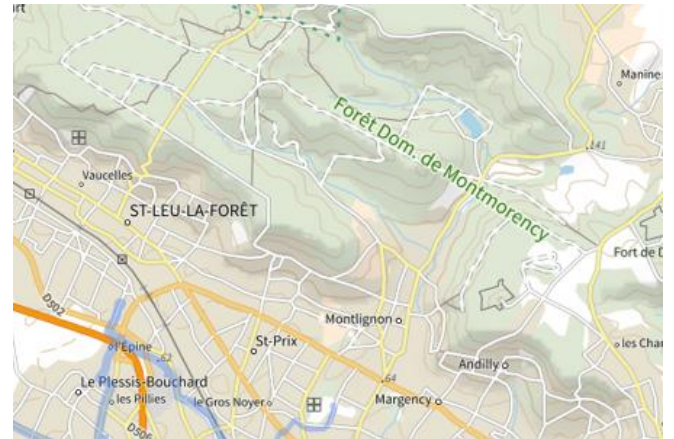 Manine
Forêt Dom. de Montmorency
141
Vaucelles
ST-LEU-LA-FORÊT
Fort de D
D502
Montlignon
l'Épine
62
St-Prix
les Char
Andilly
Le Plessis-Bouchard
64
les Pillies
le Gros Noyer
Margency
D506